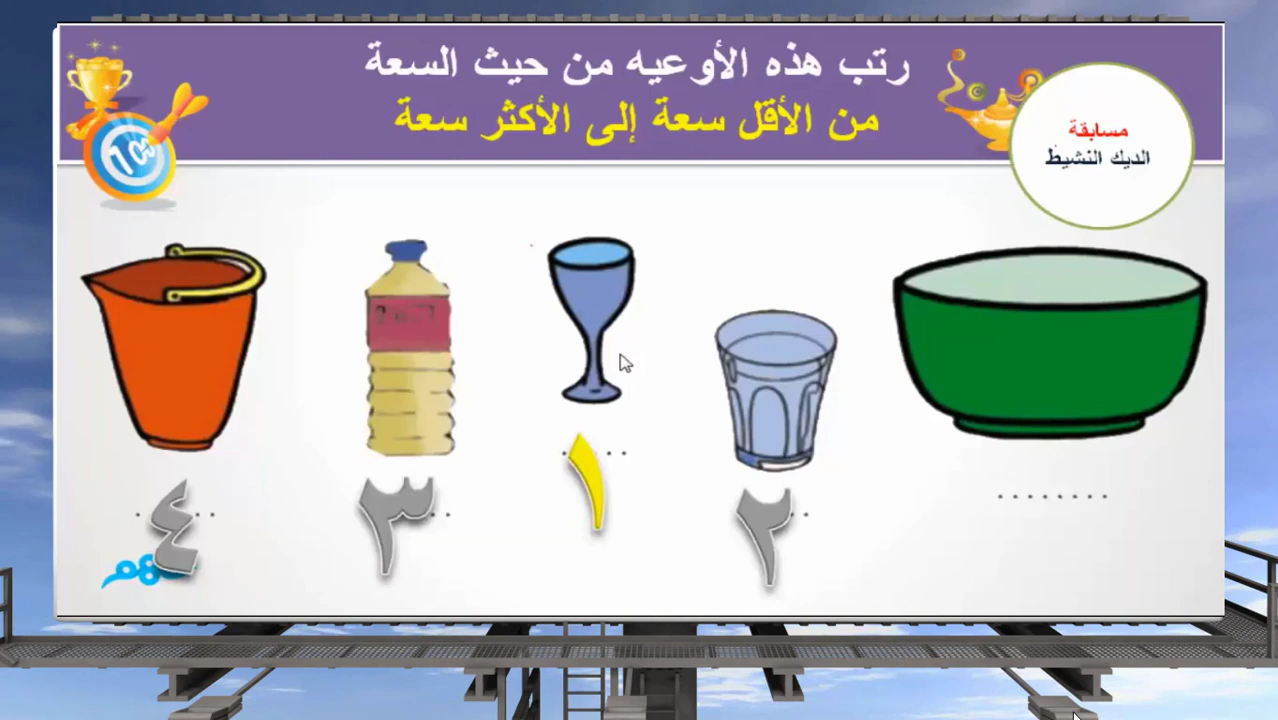 رتب هذه الأوعيه من حيث السعة
من الأقل سعة إلى الأكثر سعة
مسابقة
الديك النشيط
١
٢
٣
٤
........